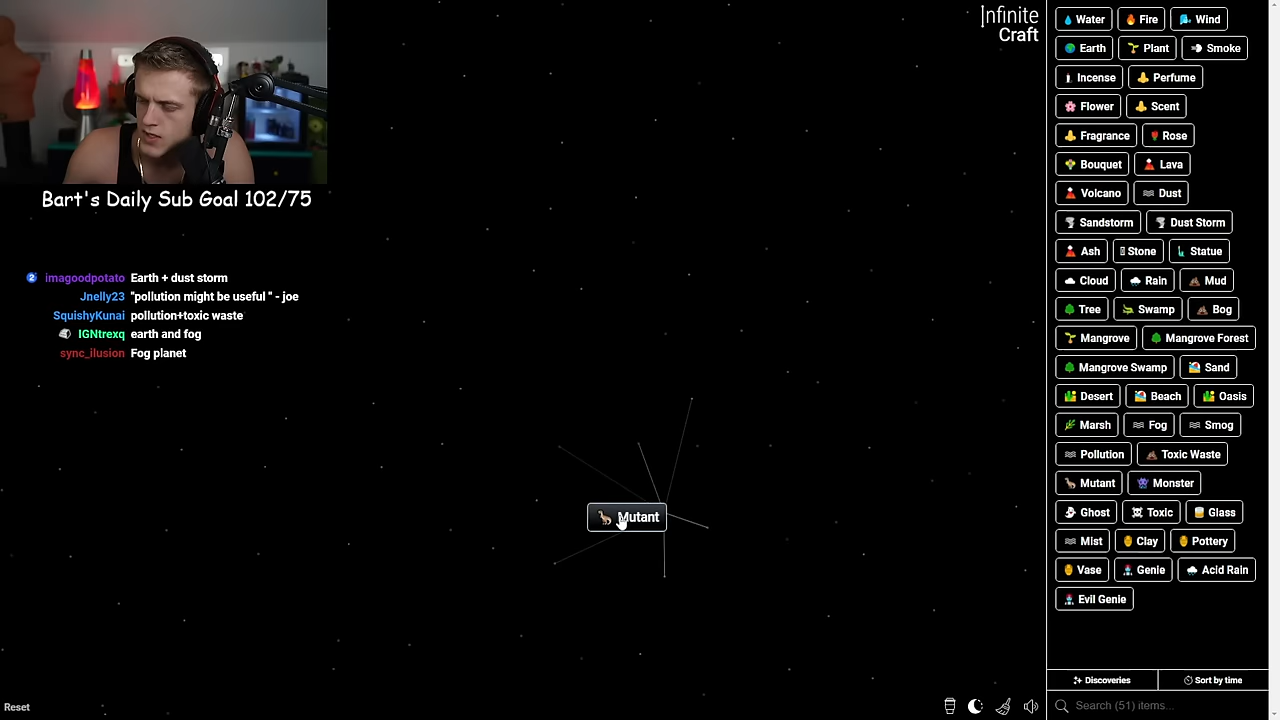 Infinite
Craft
Bart's Daily Sub Goal 102/75
imagoodpotato Earth + dust storm
Jnelly23 "pollution might be useful " - joe
SquishyKunai pollution+toxic waste
IGNtrexq earth and fog
sync_ilusion Fog planet
Mutant
Reset
Water Fire Wind
Earth Plant Smoke
Incense Perfume
Flower Scent
Fragrance Rose
Bouquet Lava
Volcano Dust
Sandstorm Dust Storm
Ash Stone Statue
Cloud Rain Mud
Tree Swamp Bog
Mangrove Mangrove Forest
Mangrove Swamp Sand
Desert Beach Oasis
Marsh Fog Smog
Pollution Toxic Waste
Mutant Monster
Ghost Toxic Glass
Mist Clay Pottery
Vase Genie Acid Rain
Evil Genie
Discoveries Sort by time
Search (51) items...